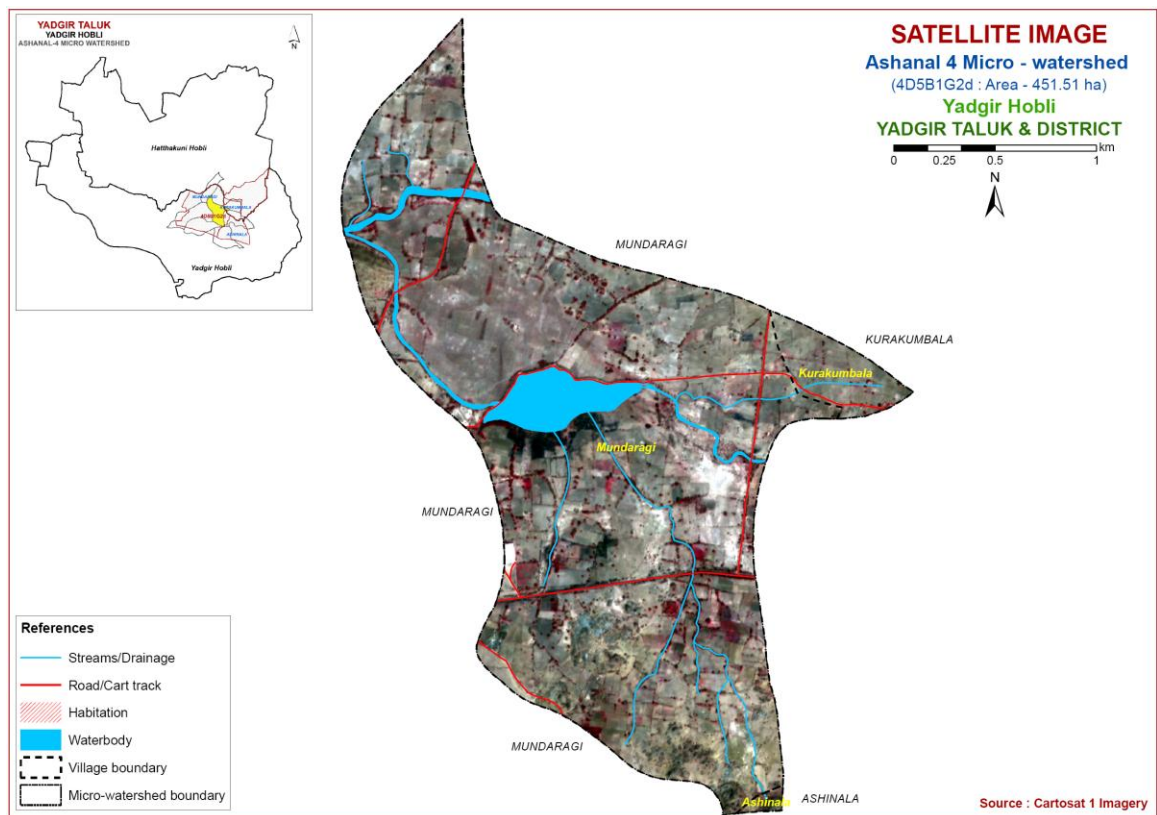 YADGIR TALUK
YADGIR HOBLI
ASHANAL-4 MICRO WATERSHED
N
Hatthakuni Hobli
KURAKUMBALA
4D5B1G2d
ASHINALA
Yadgir Hobli
SATELLITE IMAGE
Ashanal 4 Micro - watershed
(4D5B1G2d : Area - 451.51 ha)
Yadgir Hobli
YADGIR TALUK & DISTRICT
km
0 0.25 0.5 1
N
MUNDARAGI
KURAKUMBALA
Kurakumbala
Mundaragi
MUNDARAGI
MUNDARAGI
Ashinala
ASHINALA
References
Streams/Drainage
Road/Cart track
Habitation
Waterbody
Village boundary
Micro-watershed boundary
Source : Cartosat 1 Imagery